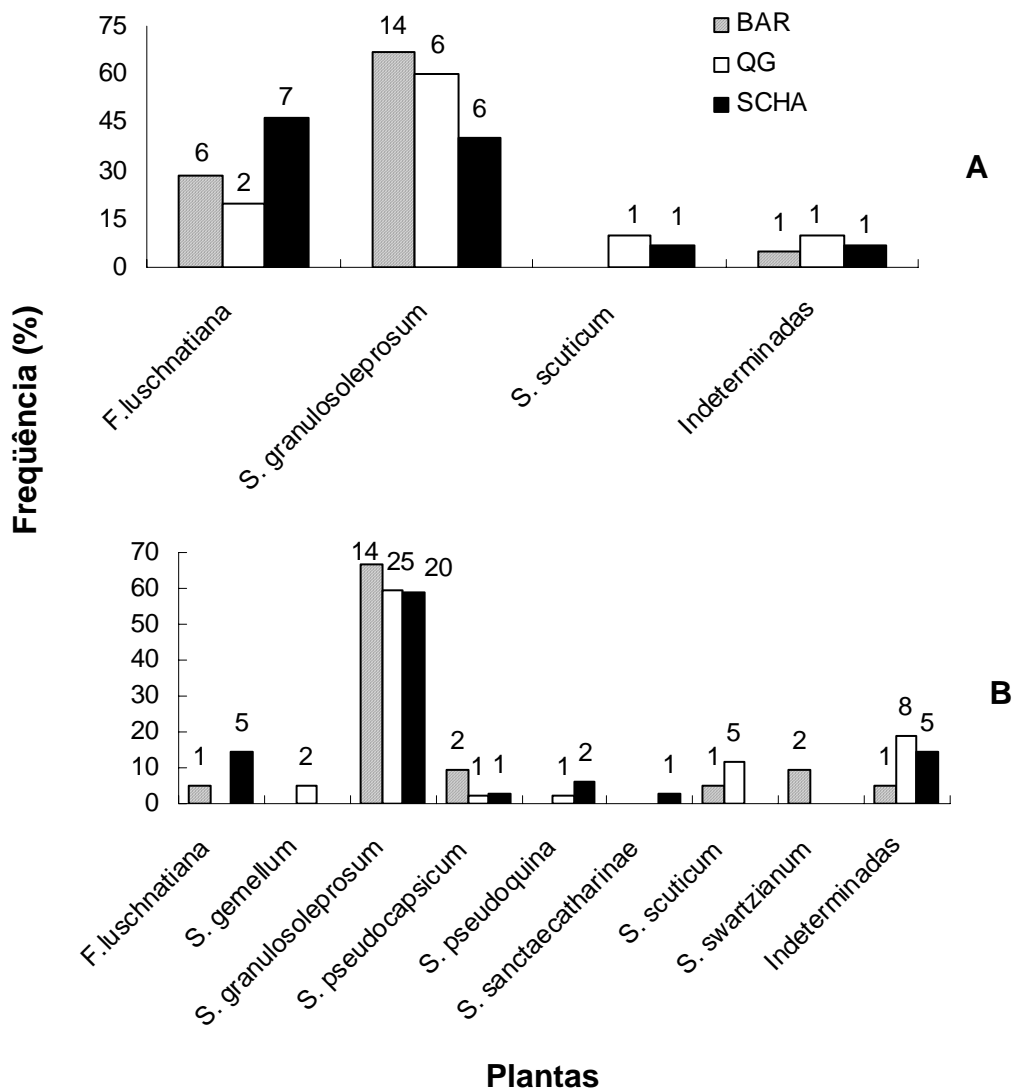 75
60
45
30
15
0
6
2
7
14
6
6
1
1
1
1
1
BAR
QG
SCHA
A
F.luschnatiana
S. granulosoleprosum
S. scuticum
Indeterminadas
Freqüência (%)
70
60
50
40
30
20
10
0
1
5
2
14
25
20
2
1
1
1
2
1
1
5
2
1
8
5
B
F.luschnatiana
S. gemellum
S. granulosoleprosum
S. pseudocapsicum
S. pseudoquina
S. sanctaecatharinae
S. scuticum
S. swartzianum
Indeterminadas
Plantas